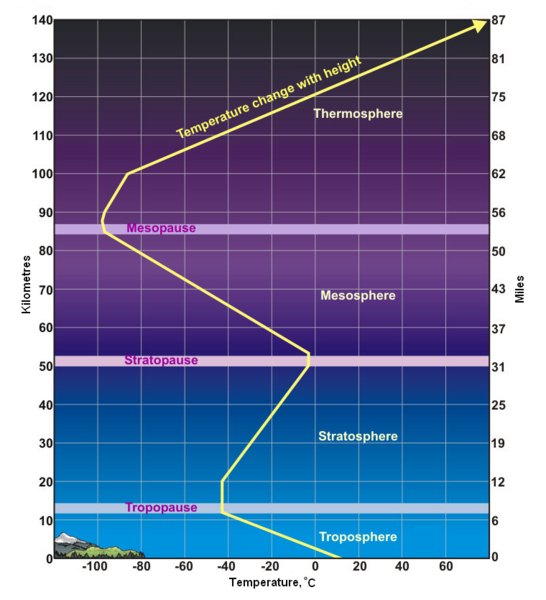 140
130
120
110
100
90
80
70
60
50
40
30
20
10
0
Kilometres
87
81
75
68
62
56
50
43
37
31
25
19
12
6
0
Miles
Temperature change with height
Thermosphere
Mesopause
Mesosphere
Stratopause
Stratosphere
Tropopause
Troposphere
-100 -80 -60 -40 -20 0 20 40 60
Temperature, °C